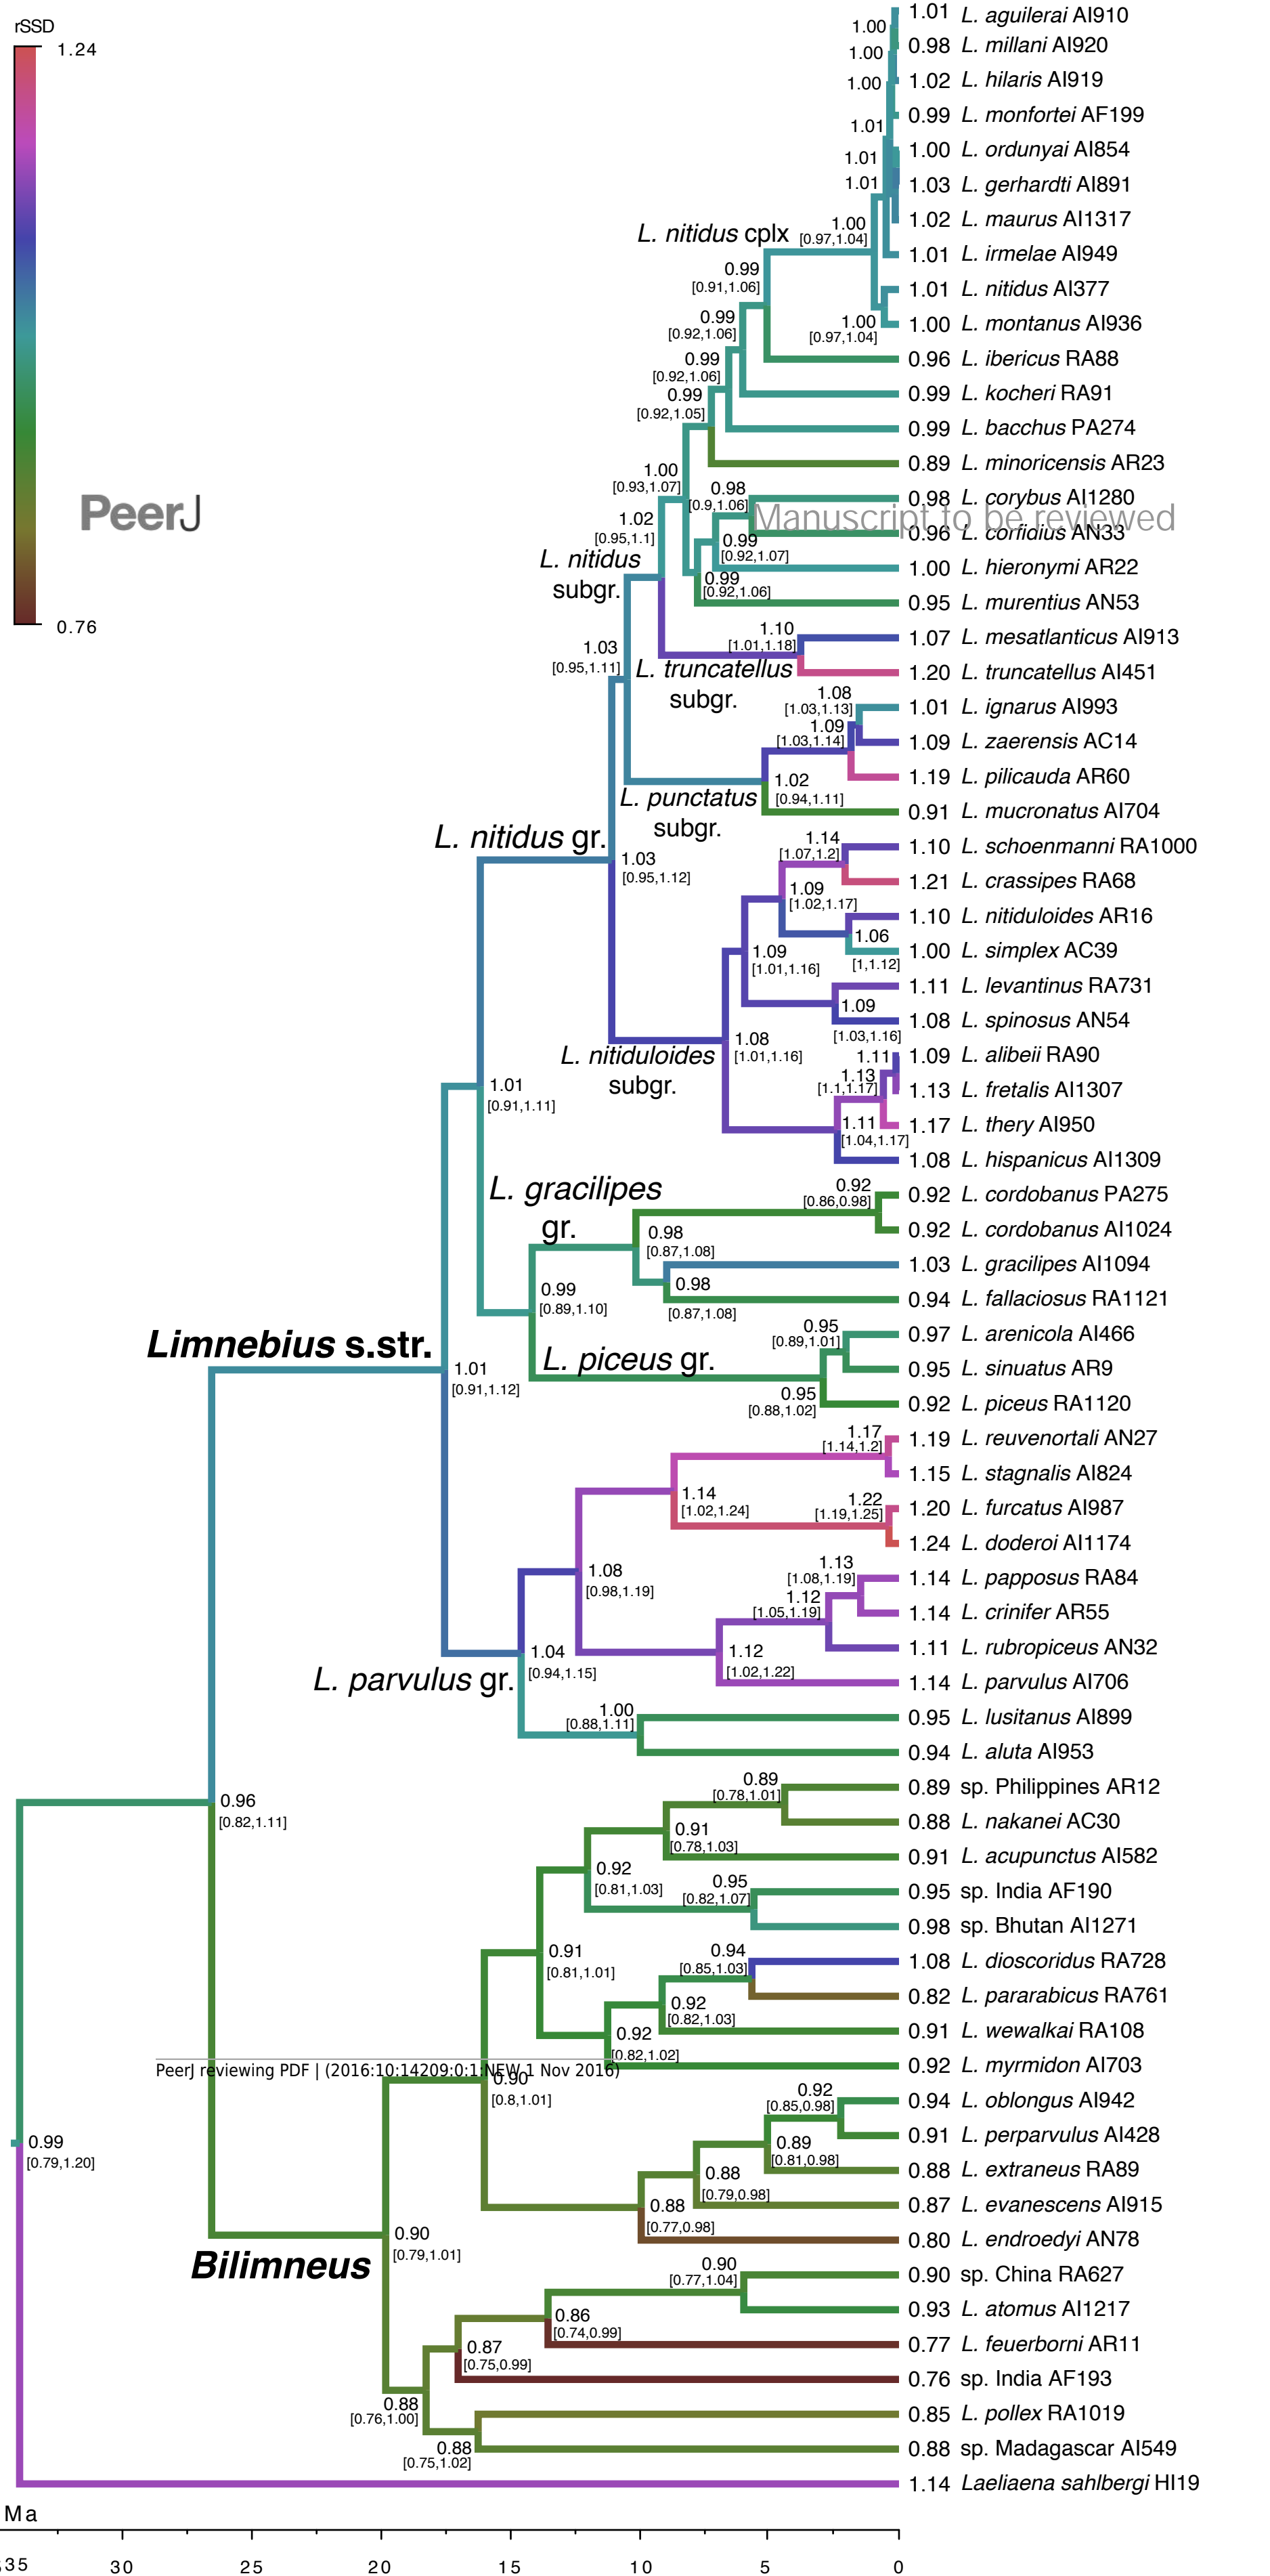 rSSD
1.24
0.76
PeerJ
Manuscript to be reviewed
1.01 L. aguilerai AI910
1.00
0.98 L. millani AI920
1.00
1.02 L. hilaris AI919
1.00
0.99 L. monfortei AF199
1.01
1.00 L. ordunyai AI854
1.01
1.03 L. gerhardti AI891
1.01
1.02 L. maurus AI1317
1.00
[0.97,1.04]
L. nitidus cplx
1.01 L. irmelae AI949
0.99
[0.91,1.06]
1.01 L. nitidus AI377
1.00 L. montanus AI936
1.00
[0.97,1.04]
0.99
[0.92,1.06]
0.96 L. ibericus RA88
0.99
[0.92,1.06]
0.99 L. kocheri RA91
0.99
[0.92,1.05]
0.99 L. bacchus PA274
0.89 L. minoricensis AR23
1.00
[0.93,1.07]
0.98
[0.9,1.06]
0.98 L. corybus AI1280
0.96 L. corfidius AN33
1.02
[0.95,1.1]
0.99
[0.92,1.07]
1.00 L. hieronymi AR22
L. nitidus
subgr.
0.99
[0.92,1.06]
0.95 L. murentius AN53
1.10
[1.01,1.18]
1.07 L. mesatlanticus AI913
1.03
[0.95,1.11]
L. truncatellus
subgr.
1.20 L. truncatellus AI451
1.08
[1.03,1.13]
1.01 L. ignarus AI993
1.09
[1.03,1.14]
1.09 L. zaerensis AC14
1.19 L. pilicauda AR60
1.02
[0.94,1.11]
L. punctatus
subgr.
0.91 L. mucronatus AI704
L. nitidus gr.
1.03
[0.95,1.12]
1.14
[1.07,1.2]
1.10 L. schoenmanni RA1000
1.21 L. crassipes RA68
1.09
[1.02,1.17]
1.10 L. nitiduloides AR16
1.06
[1,1.12]
1.00 L. simplex AC39
1.09
[1.01,1.16]
1.11 L. levantinus RA731
1.09
[1.03,1.16]
1.08 L. spinosus AN54
1.08
[1.01,1.16]
L. nitiduloides
subgr.
1.11
1.09 L. alibeii RA90
1.13
[1.1,1.17]
1.13 L. fretalis AI1307
1.11
[1.04,1.17]
1.17 L. thery AI950
1.08 L. hispanicus AI1309
1.01
[0.91,1.11]
L. gracilipes
gr.
0.92
[0.86,0.98]
0.92 L. cordobanus PA275
0.92 L. cordobanus AI1024
0.98
[0.87,1.08]
1.03 L. gracilipes AI1094
0.98
[0.87,1.08]
0.94 L. fallaciosus RA1121
0.99
[0.89,1.10]
0.95
[0.89,1.01]
0.97 L. arenicola AI466
L. piceus gr.
0.95 L. sinuatus AR9
0.95
[0.88,1.02]
0.92 L. piceus RA1120
Limnebius s.str.
1.01
[0.91,1.12]
1.17
[1.14,1.2]
1.19 L. reuvenortali AN27
1.15 L. stagnalis AI824
1.14
[1.02,1.24]
1.22
[1.19,1.25]
1.20 L. furcatus AI987
1.24 L. doderoi AI1174
1.08
[0.98,1.19]
1.13
[1.08,1.19]
1.14 L. papposus RA84
1.12
[1.05,1.19]
1.14 L. crinifer AR55
1.11 L. rubropiceus AN32
1.12
[1.02,1.22]
1.14 L. parvulus AI706
1.04
[0.94,1.15]
L. parvulus gr.
1.00
[0.88,1.11]
0.95 L. lusitanus AI899
0.94 L. aluta AI953
0.96
[0.82,1.11]
0.89
[0.78,1.01]
0.89 sp. Philippines AR12
0.88 L. nakanei AC30
0.91
[0.78,1.03]
0.91 L. acupunctus AI582
0.92
[0.81,1.03]
0.95
[0.82,1.07]
0.95 sp. India AF190
0.98 sp. Bhutan AI1271
0.91
[0.81,1.01]
0.94
[0.85,1.03]
1.08 L. dioscoridus RA728
0.82 L. pararabicus RA761
0.92
[0.82,1.03]
0.91 L. wewalkai RA108
0.92
[0.82,1.02]
0.92 L. myrmidon AI703
PeerJ reviewing PDF | (2016:10:14209:0:1:NEW 1 Nov 2016)
0.90
[0.8,1.01]
0.92
[0.85,0.98]
0.94 L. oblongus AI942
0.91 L. perparvulus AI428
0.89
[0.81,0.98]
0.88 L. extraneus RA89
0.88
[0.79,0.98]
0.87 L. evanescens AI915
0.88
[0.77,0.98]
0.80 L. endroedyi AN78
0.99
[0.79,1.20]
0.90
[0.79,1.01]
Bilimneus
0.90
[0.77,1.04]
0.90 sp. China RA627
0.93 L. atomus AI1217
0.86
[0.74,0.99]
0.77 L. feuerborni AR11
0.87
[0.75,0.99]
0.76 sp. India AF193
0.88
[0.76,1.00]
0.85 L. pollex RA1019
0.88
[0.75,1.02]
0.88 sp. Madagascar AI549
1.14 Laeliaena sahlbergi HI19
Ma
35 30 25 20 15 10 5 0